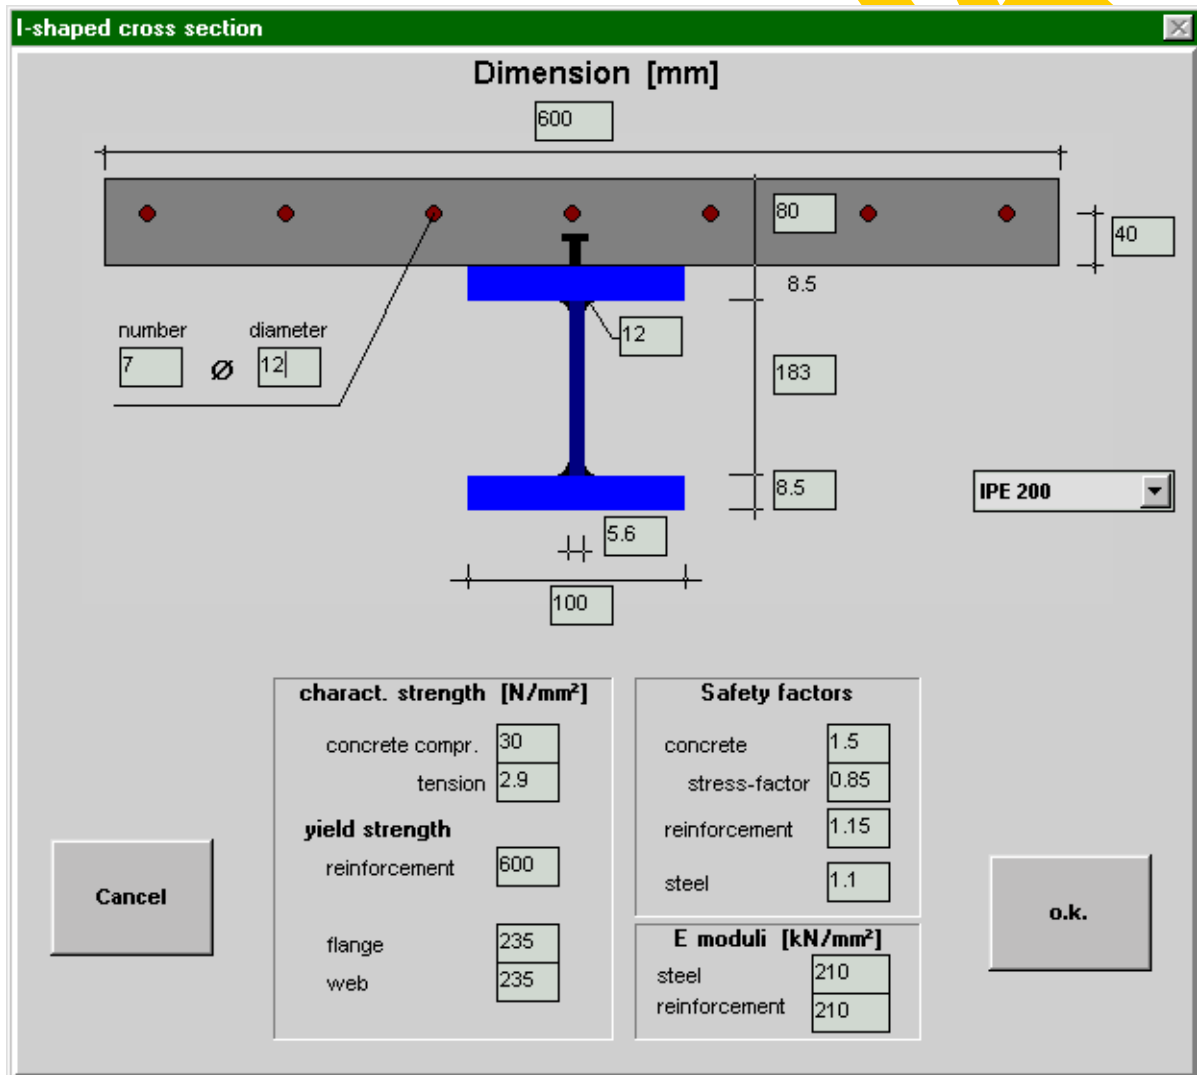 I-shaped cross section
Dimension [mm]
600
80
40
8.5
number diameter
12
7 Ø 12
183
8.5
IPE 200
5.6
100
charact. strength [N/mm²]
concrete compr. 30
tension 2.9
yield strength
reinforcement 600
flange 235
web 235
Safety factors
concrete 1.5
stress-factor 0.85
reinforcement 1.15
steel 1.1
E moduli [kN/mm²]
steel 210
reinforcement 210
Cancel
o.k.